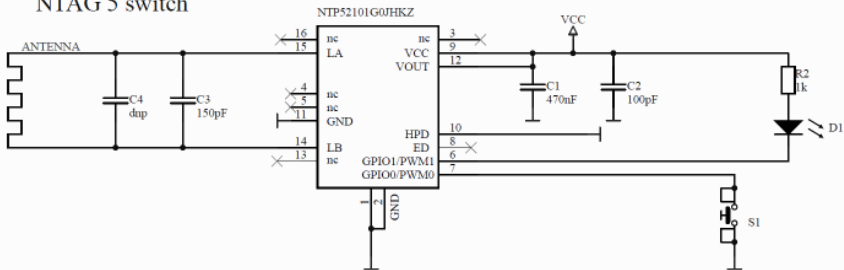 NTAG 5 switch
NTP52101G0JHKZ
VCC
16 nc nc 3
15 LA VCC 9
VOUT 12
ANTENNA
4 nc
5 nc
11 GND
C4
dnp
C3
150pF
C1
470nF
C2
100pF
R2
1k
D1
HPD 10
14 LB ED 8
13 nc GPIO1/PWM1 6
GPIO0/PWM0 7
1 2 GND
S1